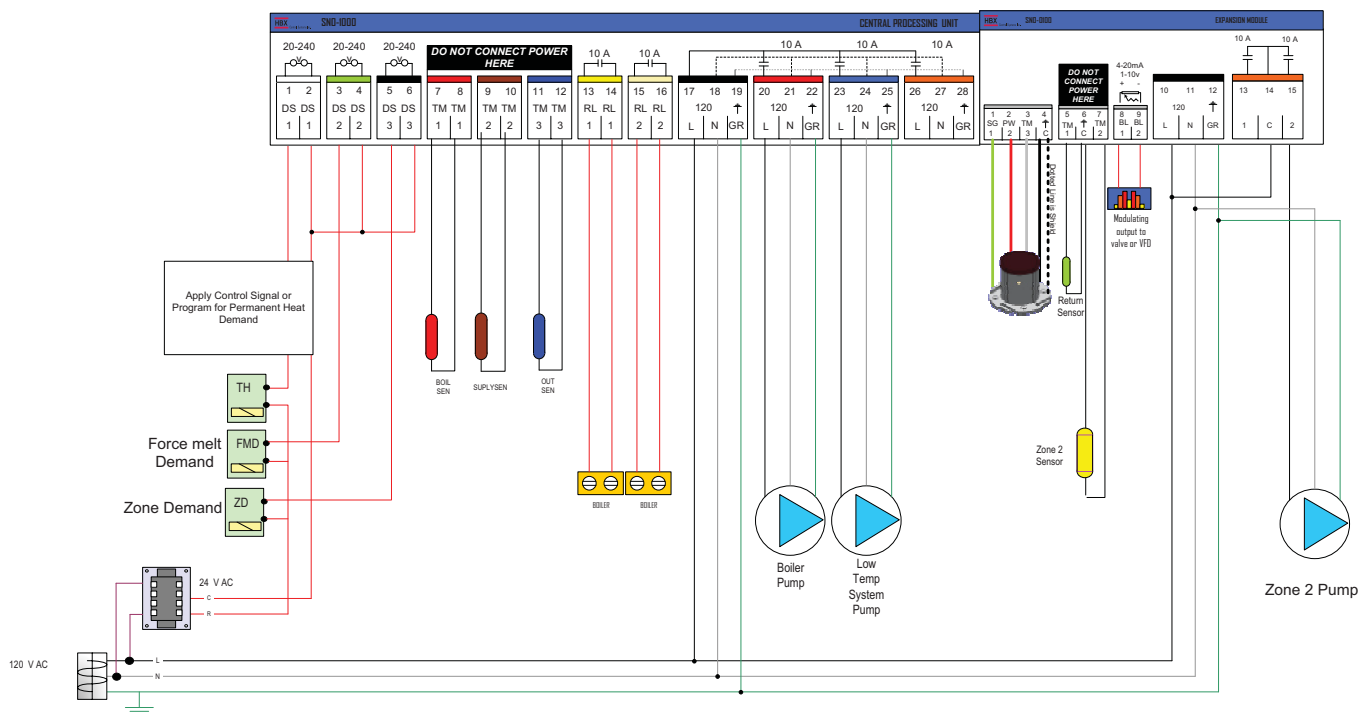 HBX SNO-1000 CENTRAL PROCESSING UNIT
HBX SNO-0100 EXPANSION MODULE
20-240 20-240 20-240
V V V
DO NOT CONNECT POWER
HERE
10 A 10 A 10 A 10 A 10 A
1 2 3 4 5 6 7 8 9 10 11 12 13 14 15 16 17 18 19 20 21 22 23 24 25 26 27 28
DS DS DS DS DS DS TM TM TM TM TM TM RL RL RL RL 120 120 120 120
1 1 2 2 3 3 1 1 2 2 3 3 1 1 2 2 L N GR L N GR L N GR L N GR
DO NOT
CONNECT
POWER
HERE
4-20mA
1-10v
+ -
10 A 10 A
1 2 3 4 5 6 7 8 9 10 11 12 13 14 15
SG PW TM TM TM BL BL 120
1 2 3 C 1 C 2 1 2 L N GR 1 C 2
Dotted Line is Shield
Modulating
output to
valve or VFD
Return
Sensor
Apply Control Signal or
Program for Permanent Heat
Demand
BOIL
SEN
SUPLYSEN
OUT
SEN
TH
Force melt
Demand
FMD
Zone Demand
ZD
BOILER BOILER
Zone 2
Sensor
Boiler
Pump
Low
Temp
System
Pump
Zone 2 Pump
24 V AC
C
R
120 V AC
L
N